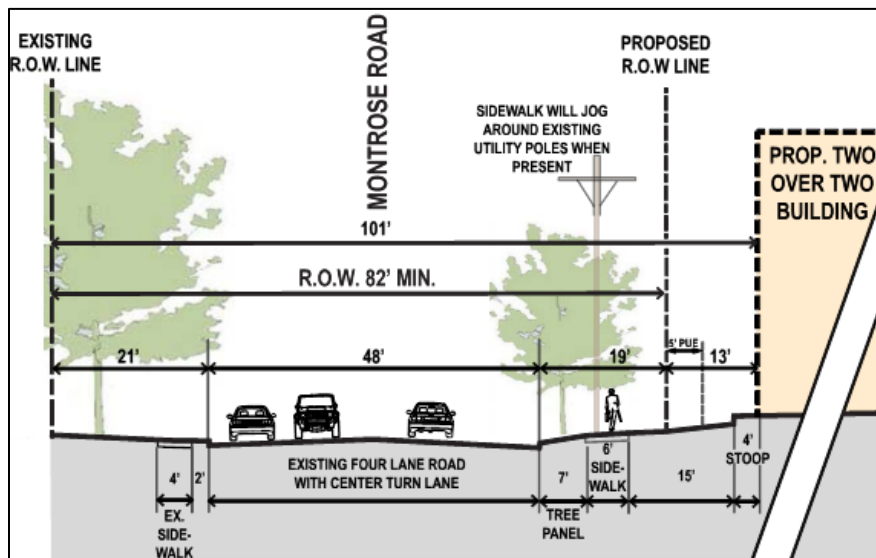 EXISTING
R.O.W. LINE
MONTROSE ROAD
PROPOSED
R.O.W LINE
SIDEWALK WILL JOG
AROUND EXISTING
UTILITY POLES WHEN
PRESENT
PROP. TWO
OVER TWO
BUILDING
101'
R.O.W. 82' MIN.
21'
48'
19'
5' PUE
13'
4'
2'
EX.
SIDE-
WALK
EXISTING FOUR LANE ROAD
WITH CENTER TURN LANE
7'
TREE
PANEL
6'
SIDE-
WALK
15'
4'
STOOP